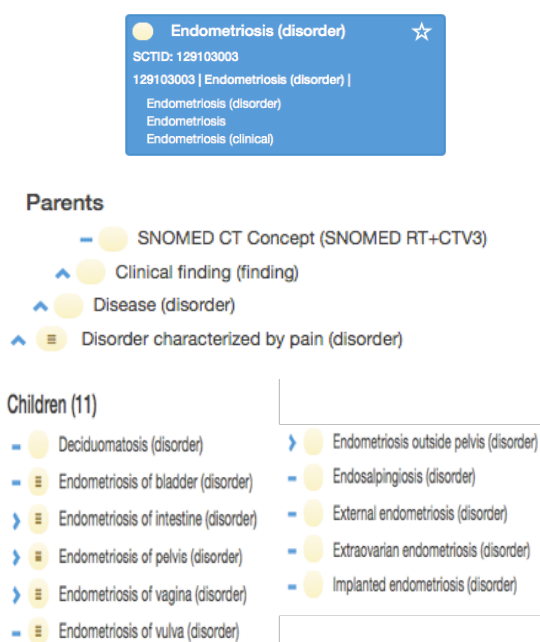 Endometriosis (disorder)
SCTID: 129103003
129103003 | Endometriosis (disorder) |
Endometriosis (disorder)
Endometriosis
Endometriosis (clinical)
Parents
SNOMED CT Concept (SNOMED RT+CTV3)
Clinical finding (finding)
Disease (disorder)
Disorder characterized by pain (disorder)
Children (11)
Deciduomatosis (disorder)
Endometriosis of bladder (disorder)
Endometriosis of intestine (disorder)
Endometriosis of pelvis (disorder)
Endometriosis of vagina (disorder)
Endometriosis of vulva (disorder)
Endometriosis outside pelvis (disorder)
Endosalpingiosis (disorder)
External endometriosis (disorder)
Extraovarian endometriosis (disorder)
Implanted endometriosis (disorder)